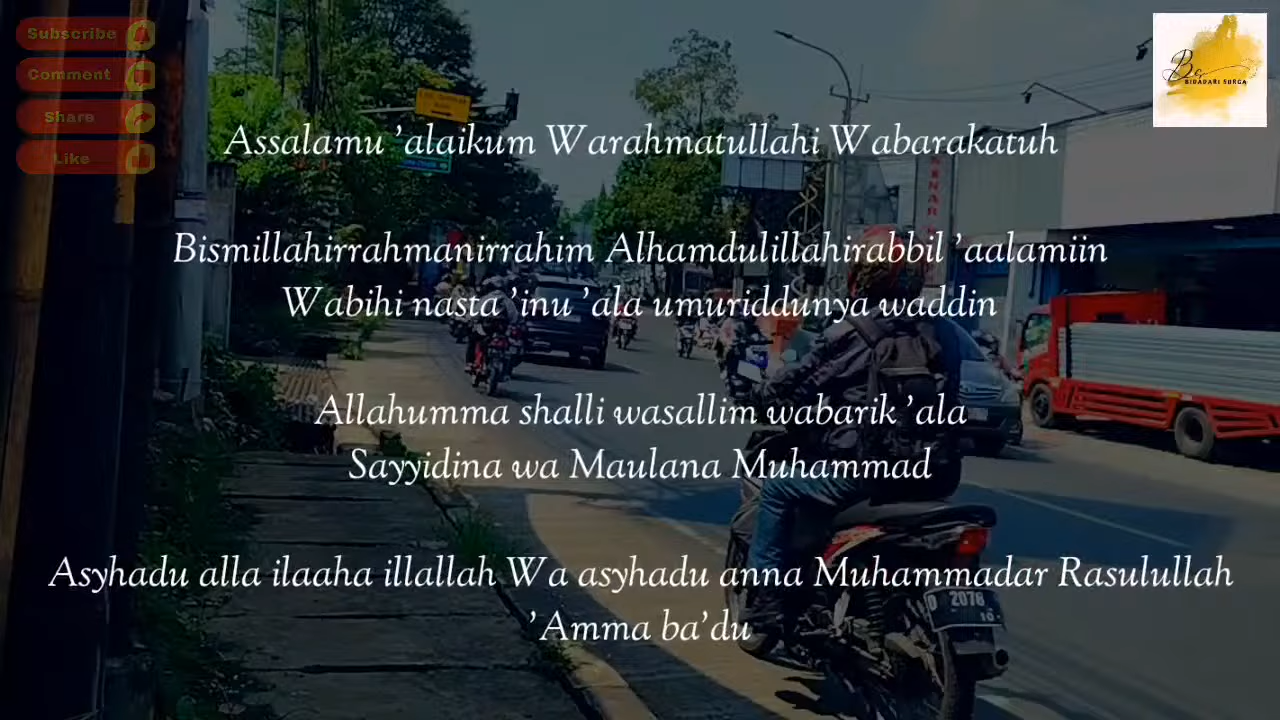 Subscribe
Comment
Share
Like
BIDADARI SURGA
Assalamu 'alaikum Warahmatullahi Wabarakatuh
Bismillahirrahmanirrahim Alhamdulillahirabbil 'aalamiin
Wabihi nasta 'inu 'ala umuriddunya waddin
Allahumma shalli wasallim wabarik 'ala
Sayyidina wa Maulana Muhammad
Asyhadu alla ilaaha illallah Wa asyhadu anna Muhammadar Rasulullah
'Amma ba'du
SINAR
2076